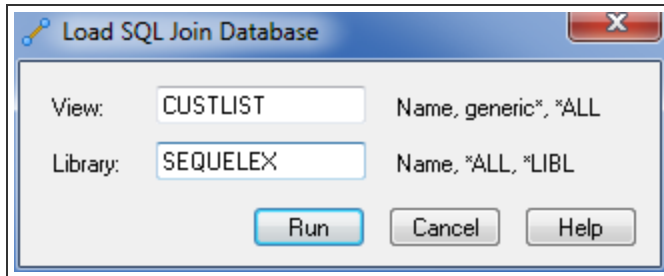 Load SQL Join Database
View: CUSTLIST Name, generic*, *ALL
Library: SEQUELEX Name, *ALL, *LIBL
Run Cancel Help